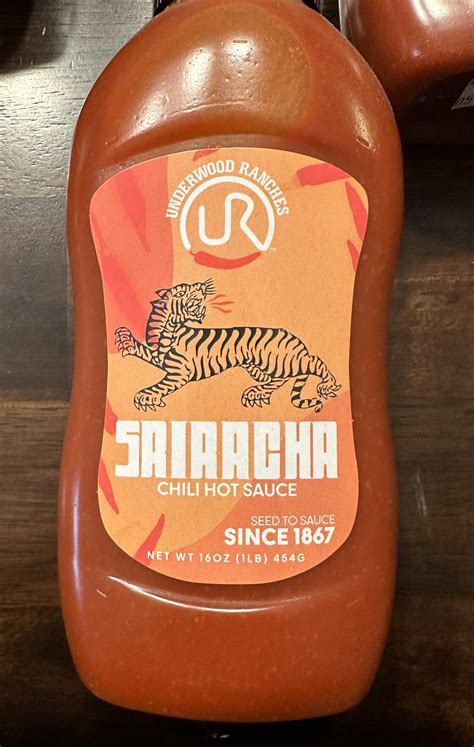 UNDERWOOD RANCHES
UR
SRIRACHA
CHILI HOT SAUCE
SEED TO SAUCE
SINCE 1867
NET WT 16OZ (1LB) 454G